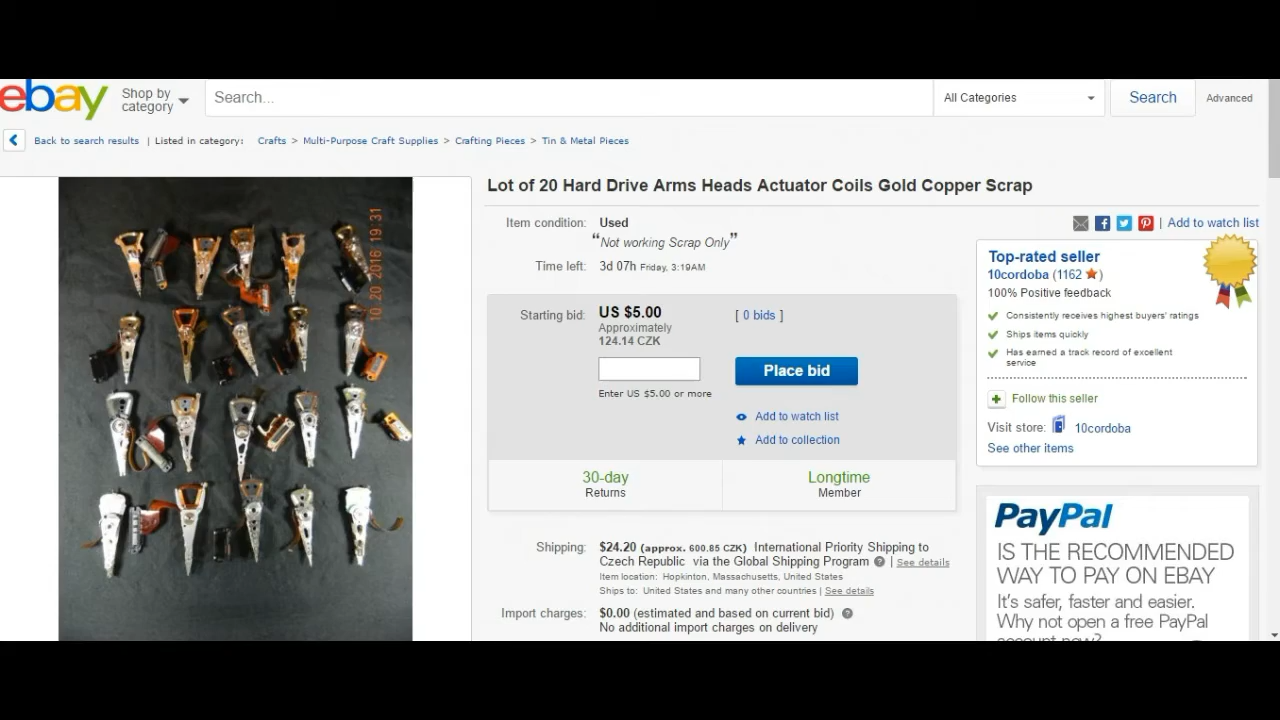 ebay
Shop by
category
Search...
All Categories
Search
Advanced
Back to search results | Listed in category: Crafts > Multi-Purpose Craft Supplies > Crafting Pieces > Tin & Metal Pieces
10 20 2016 19:31
Lot of 20 Hard Drive Arms Heads Actuator Coils Gold Copper Scrap
Item condition: Used
“Not working Scrap Only”
Time left: 3d 07h Friday, 3:19AM
Starting bid: US $5.00 [ 0 bids ]
Approximately
124.14 CZK
Place bid
Enter US $5.00 or more
Add to watch list
Add to collection
30-day
Returns
Longtime
Member
Shipping: $24.20 (approx. 600.85 CZK) International Priority Shipping to
Czech Republic via the Global Shipping Program | See details
Item location: Hopkinton, Massachusetts, United States
Ships to: United States and many other countries | See details
Import charges: $0.00 (estimated and based on current bid)
No additional import charges on delivery
| Add to watch list
Top-rated seller
10cordoba (1162 )
100% Positive feedback
Consistently receives highest buyers' ratings
Ships items quickly
Has earned a track record of excellent
service
Follow this seller
Visit store: 10cordoba
See other items
PayPal
IS THE RECOMMENDED
WAY TO PAY ON EBAY
It's safer, faster and easier.
Why not open a free PayPal
account now?